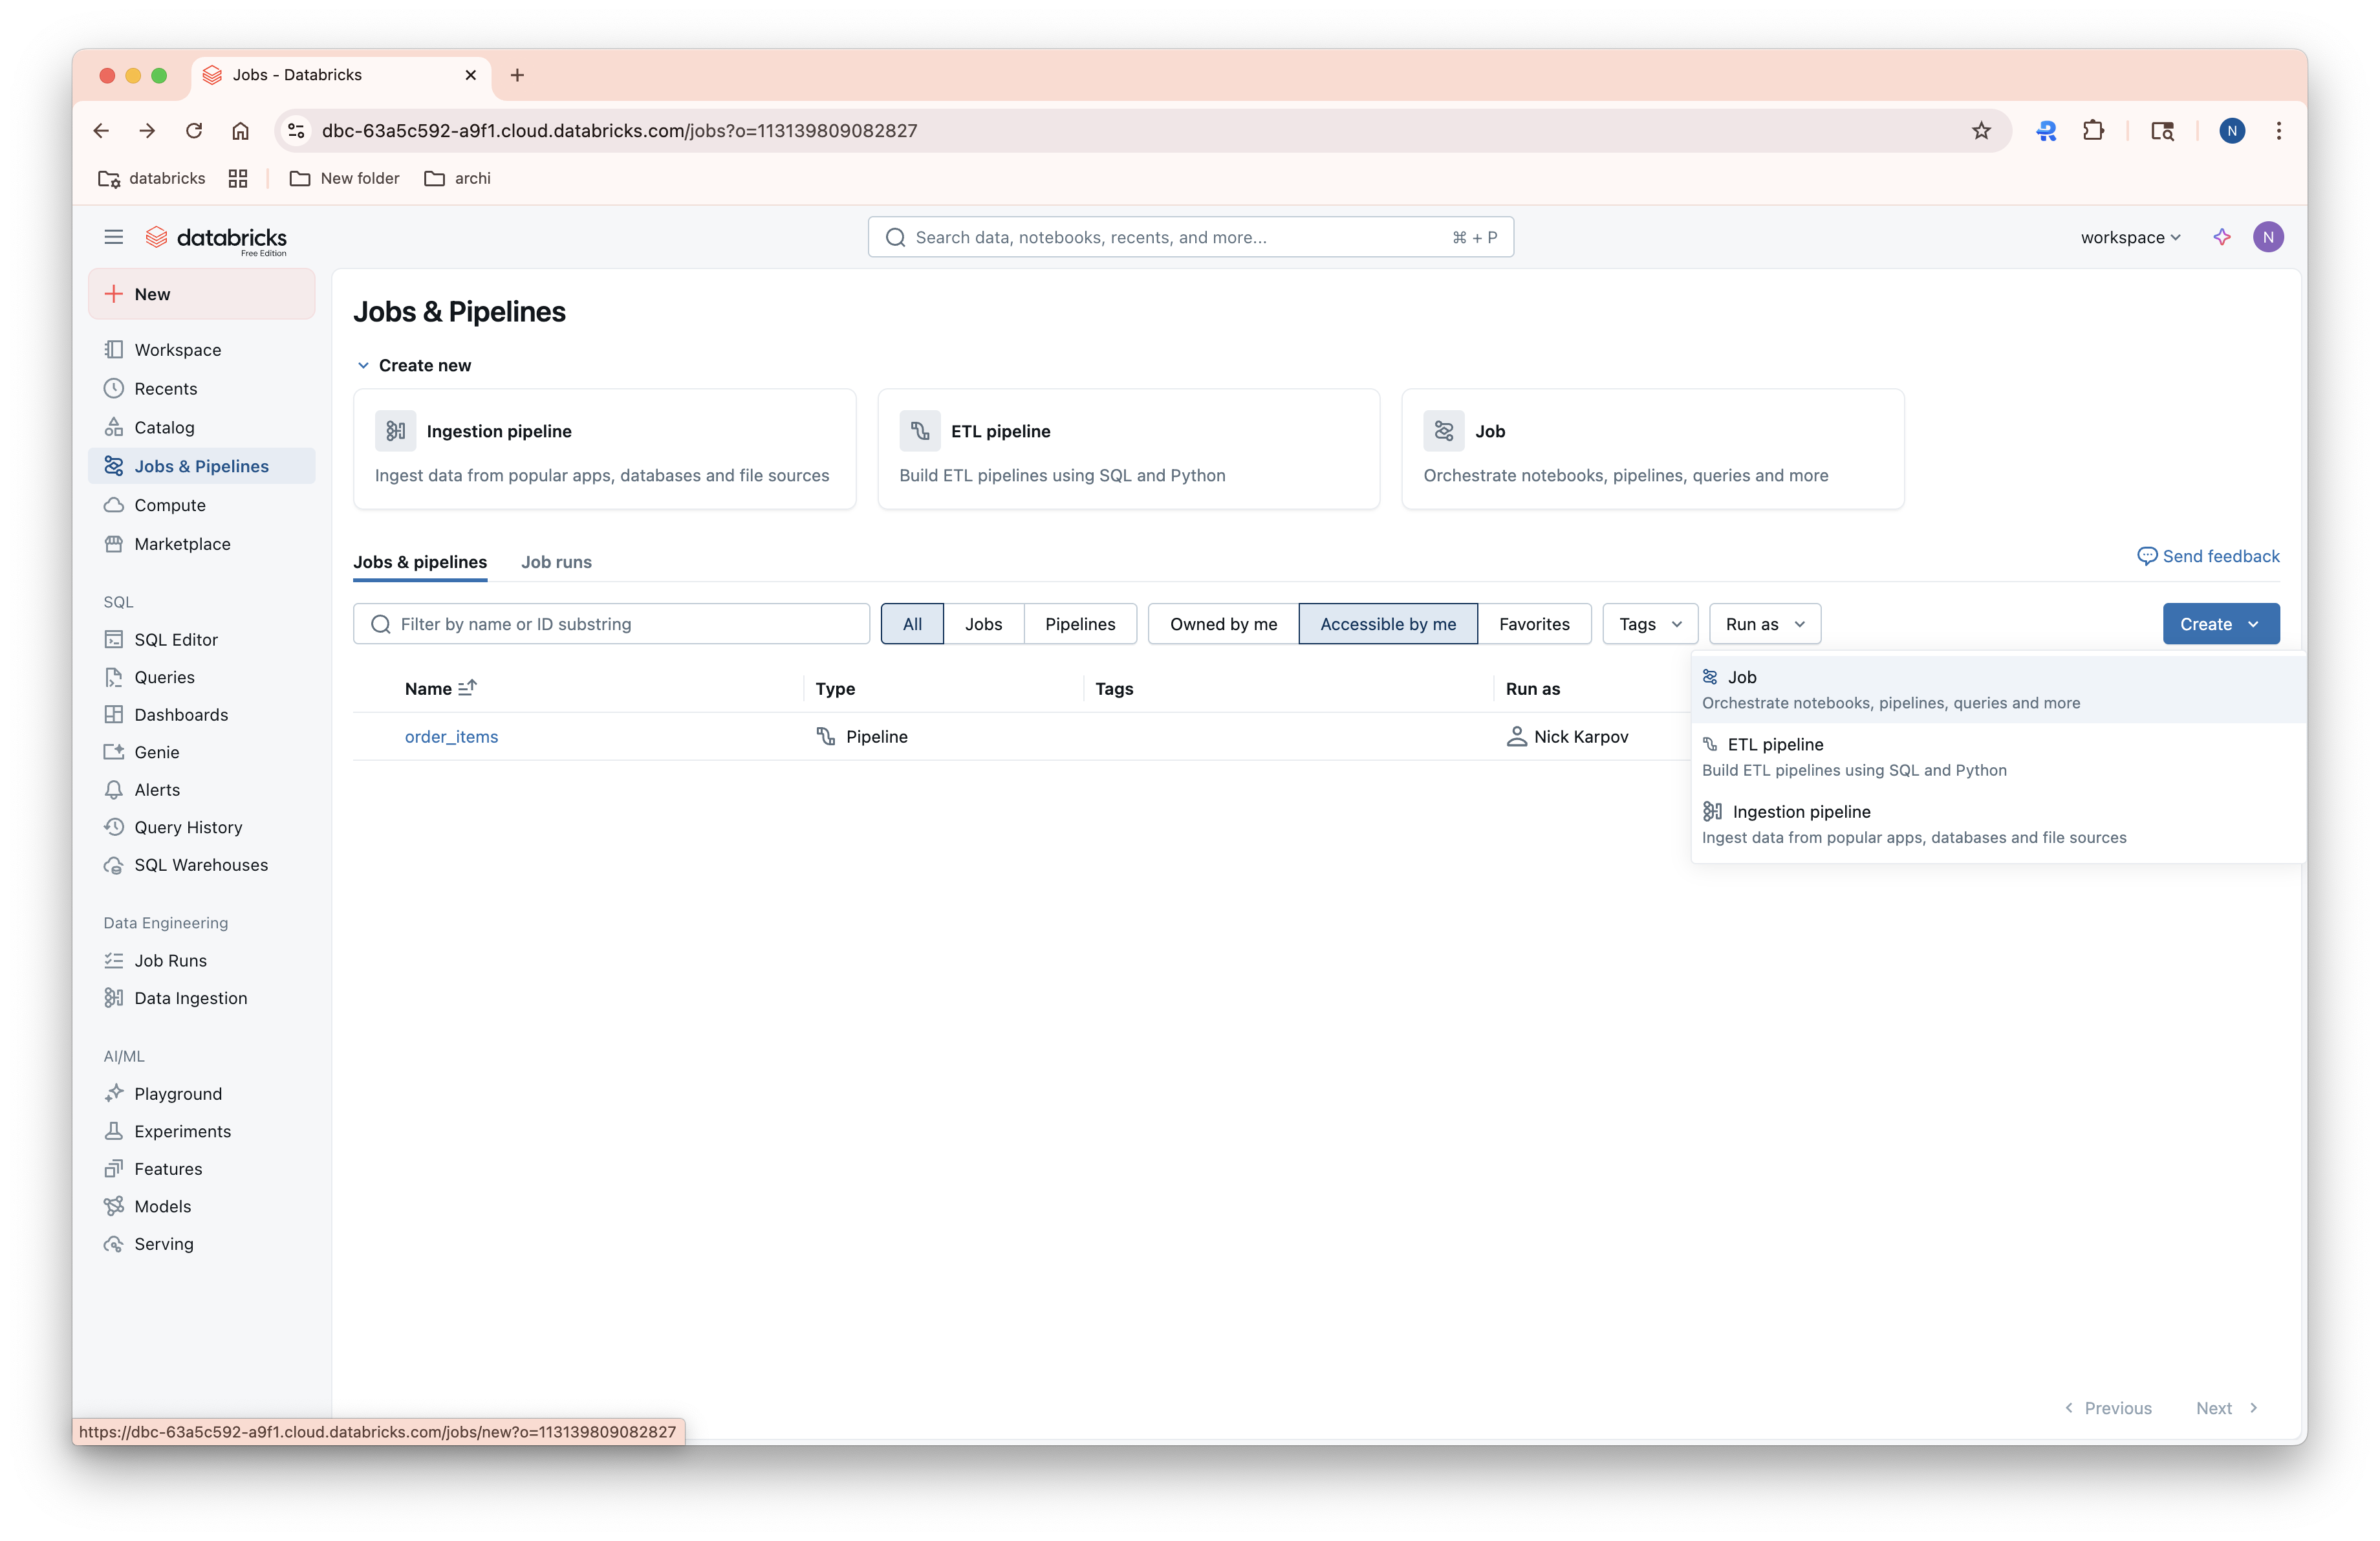 Jobs - Databricks
dbc-63a5c592-a9f1.cloud.databricks.com/jobs?o=113139809082827
N
databricks
New folder
archi
databricks
Free Edition
Search data, notebooks, recents, and more...
⌘ + P
workspace
N
New
Workspace
Recents
Catalog
Jobs & Pipelines
Compute
Marketplace
SQL
SQL Editor
Queries
Dashboards
Genie
Alerts
Query History
SQL Warehouses
Data Engineering
Job Runs
Data Ingestion
AI/ML
Playground
Experiments
Features
Models
Serving
Jobs & Pipelines
Create new
Ingestion pipeline
Ingest data from popular apps, databases and file sources
ETL pipeline
Build ETL pipelines using SQL and Python
Job
Orchestrate notebooks, pipelines, queries and more
Jobs & pipelines
Job runs
Send feedback
Filter by name or ID substring
All
Jobs
Pipelines
Owned by me
Accessible by me
Favorites
Tags
Run as
Create
Name
Type
Tags
Run as
order_items
Pipeline
Nick Karpov
Job
Orchestrate notebooks, pipelines, queries and more
ETL pipeline
Build ETL pipelines using SQL and Python
Ingestion pipeline
Ingest data from popular apps, databases and file sources
Previous
Next
https://dbc-63a5c592-a9f1.cloud.databricks.com/jobs/new?o=113139809082827